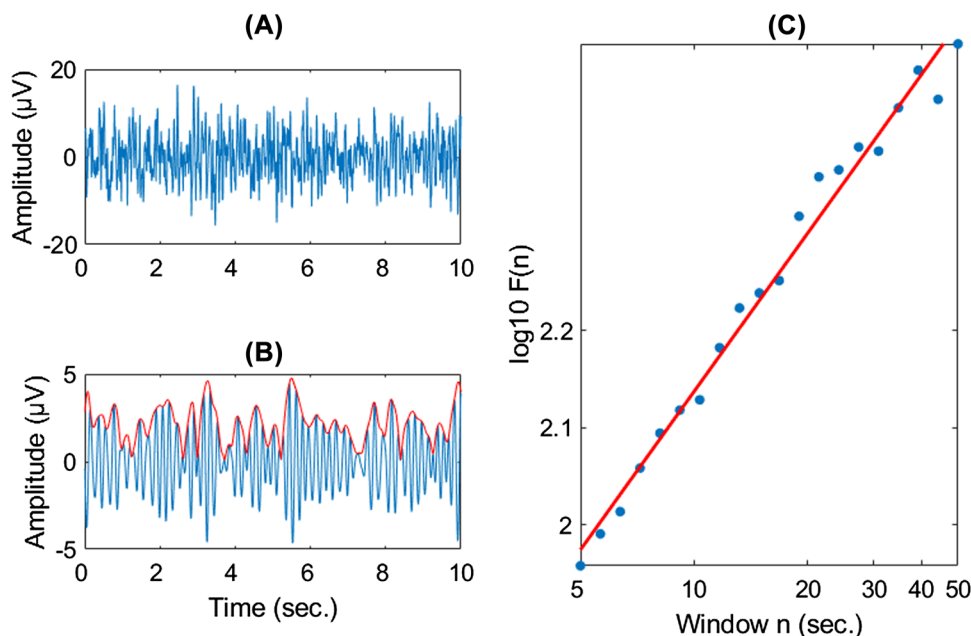 (A)
Amplitude (µV)
20
0
-20
0 2 4 6 8 10
(B)
Amplitude (µV)
5
0
-5
0 2 4 6 8 10
Time (sec.)
(C)
log10 F(n)
2.2
2.1
2
5 10 20 30 40 50
Window n (sec.)